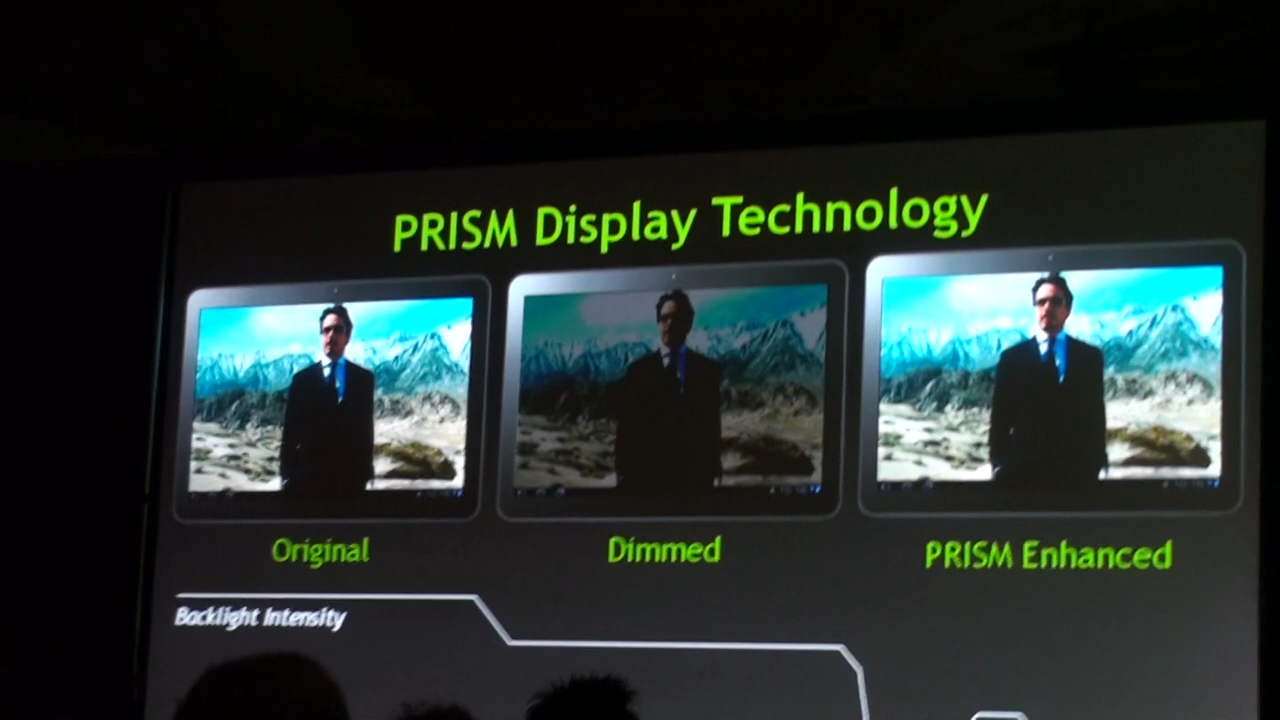 PRISM Display Technology
Original
Dimmed
PRISM Enhanced
Backlight Intensity